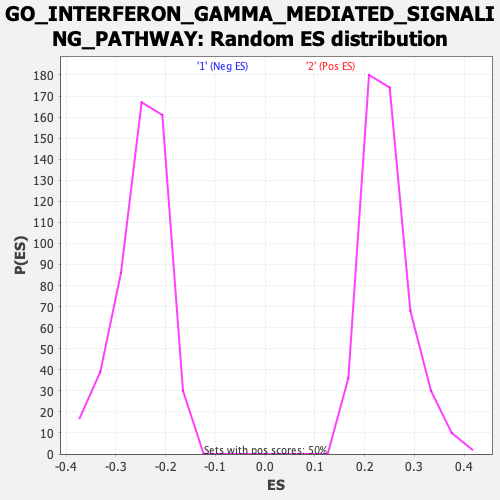 GO_INTERFERON_GAMMA_MEDIATED_SIGNALI
NG_PATHWAY: Random ES distribution
'1' (Neg ES) '2' (Pos ES)
180
170
160
150
140
130
120
110
100
90
80
70
60
50
40
30
20
10
0
P(ES)
Sets with pos scores: 50%
-0.4 -0.3 -0.2 -0.1 0.0 0.1 0.2 0.3 0.4
ES